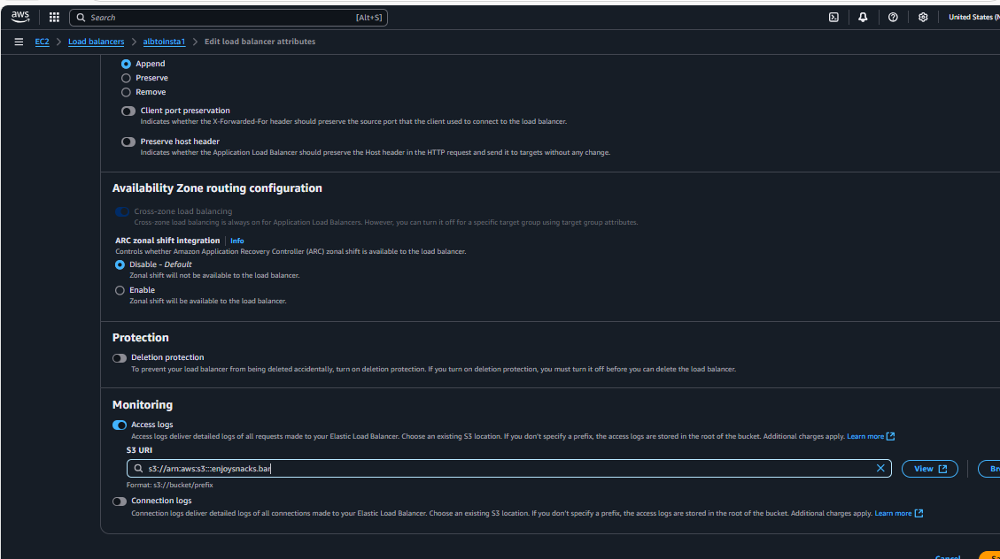 aws Search [Alt+S] United States (N
EC2 > Load balancers > albtoinsta1 > Edit load balancer attributes
Append
Preserve
Remove
Client port preservation
Indicates whether the X-Forwarded-For header should preserve the source port that the client used to connect to the load balancer.
Preserve host header
Indicates whether the Application Load Balancer should preserve the Host header in the HTTP request and send it to targets without any change.
Availability Zone routing configuration
Cross-zone load balancing
Cross-zone load balancing is always on for Application Load Balancers. However, you can turn it off for a specific target group using target group attributes.
ARC zonal shift integration | Info
Controls whether Amazon Application Recovery Controller (ARC) zonal shift is available to the load balancer.
Disable - Default
Zonal shift will not be available to the load balancer.
Enable
Zonal shift will be available to the load balancer.
Protection
Deletion protection
To prevent your load balancer from being deleted accidentally, turn on deletion protection. If you turn on deletion protection, you must turn it off before you can delete the load balancer.
Monitoring
Access logs
Access logs deliver detailed logs of all requests made to your Elastic Load Balancer. Choose an existing S3 location. If you don't specify a prefix, the access logs are stored in the root of the bucket. Additional charges apply. Learn more
S3 URI
s3://arn:aws:s3:::enjoysnacks.bar View Br
Format: s3://bucket/prefix
Connection logs
Connection logs deliver detailed logs of all connections made to your Elastic Load Balancer. Choose an existing S3 location. If you don't specify a prefix, the access logs are stored in the root of the bucket. Additional charges apply. Learn more
Cancel